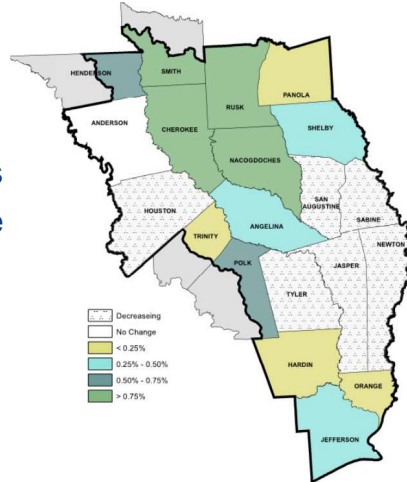 HENDERSON
SMITH
PANOLA
RUSK
ANDERSON
CHEROKEE
SHELBY
NACOGDOCHES
SAN
AUGUSTINE
SABINE
HOUSTON
ANGELINA
TRINITY
NEWTON
POLK
JASPER
TYLER
HARDIN
ORANGE
JEFFERSON
s
e
Decreaseing
No Change
< 0.25%
0.25% - 0.50%
0.50% - 0.75%
> 0.75%